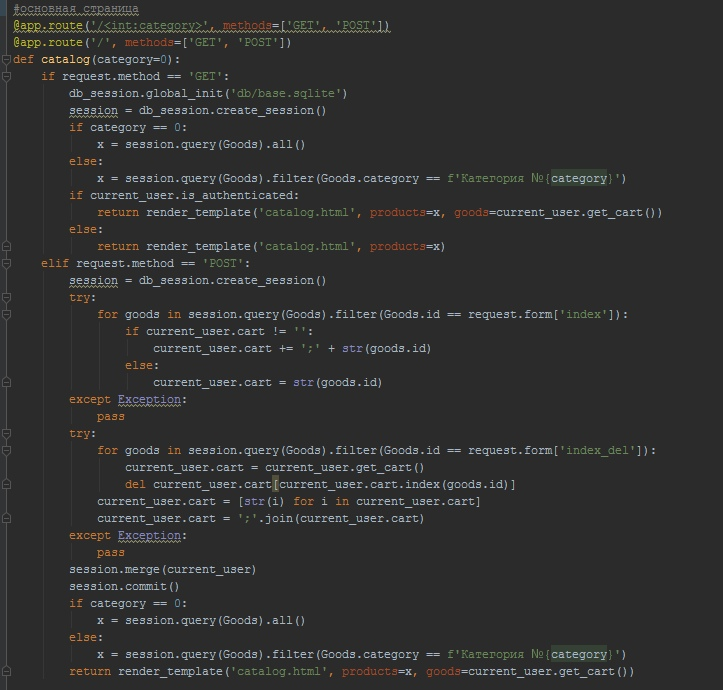 #основная страница
@app.route('/<int:category>', methods=['GET', 'POST'])
@app.route('/', methods=['GET', 'POST'])
def catalog(category=0):
    if request.method == 'GET':
        db_session.global_init('db/base.sqlite')
        session = db_session.create_session()
        if category == 0:
            x = session.query(Goods).all()
        else:
            x = session.query(Goods).filter(Goods.category == f'Категория №{category}')
        if current_user.is_authenticated:
            return render_template('catalog.html', products=x, goods=current_user.get_cart())
        else:
            return render_template('catalog.html', products=x)
    elif request.method == 'POST':
        session = db_session.create_session()
        try:
            for goods in session.query(Goods).filter(Goods.id == request.form['index']):
                if current_user.cart != '':
                    current_user.cart += ';' + str(goods.id)
                else:
                    current_user.cart = str(goods.id)
        except Exception:
            pass
        try:
            for goods in session.query(Goods).filter(Goods.id == request.form['index_del']):
                current_user.cart = current_user.get_cart()
                del current_user.cart[current_user.cart.index(goods.id)]
            current_user.cart = [str(i) for i in current_user.cart]
            current_user.cart = ';'.join(current_user.cart)
        except Exception:
            pass
        session.merge(current_user)
        session.commit()
        if category == 0:
            x = session.query(Goods).all()
        else:
            x = session.query(Goods).filter(Goods.category == f'Категория №{category}')
        return render_template('catalog.html', products=x, goods=current_user.get_cart())